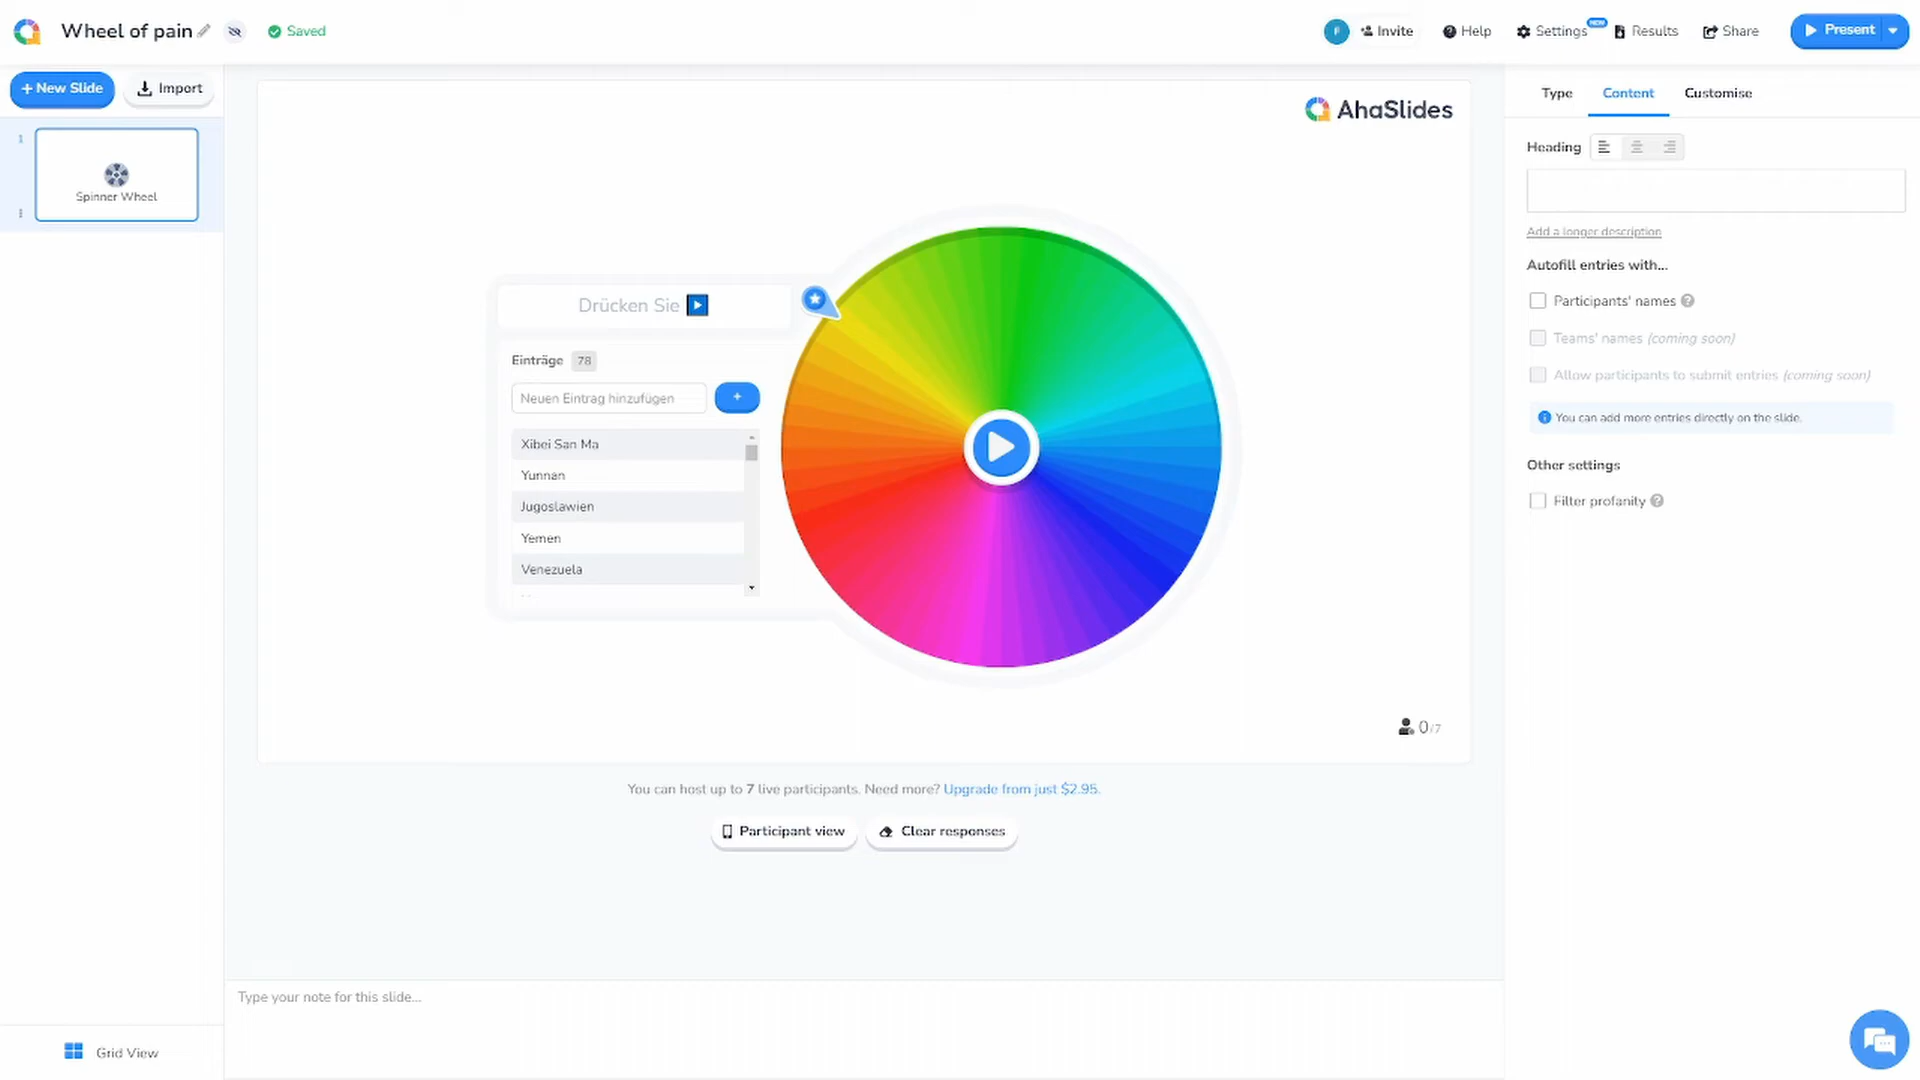 Wheel of pain
Saved
F
Invite
Help
Settings
NEW
Results
Share
Present
+ New Slide
Import
1
Spinner Wheel
AhaSlides
Drücken Sie
Einträge 78
Neuen Eintrag hinzufügen
+
Xibei San Ma
Yunnan
Jugoslawien
Yemen
Venezuela
0/7
You can host up to 7 live participants. Need more? Upgrade from just $2.95.
Participant view
Clear responses
Type your note for this slide...
Grid View
Type
Content
Customise
Heading
Add a longer description
Autofill entries with...
Participants' names ?
Teams' names (coming soon)
Allow participants to submit entries (coming soon)
You can add more entries directly on the slide.
Other settings
Filter profanity ?